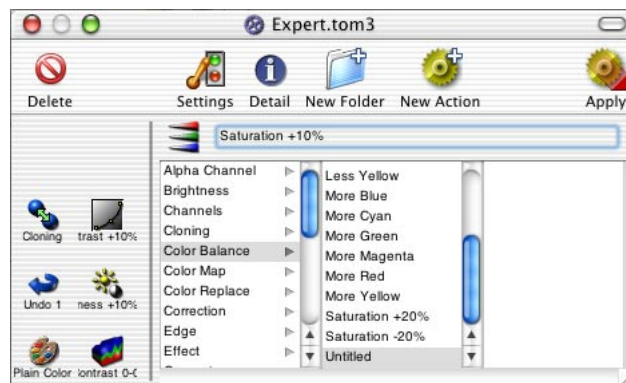 Expert.tom3
Delete
Settings
Detail
New Folder
New Action
Apply
Saturation +10%
Cloning
trast +10%
Undo 1
ness +10%
Plain Color
Alpha Channel
Brightness
Channels
Cloning
Color Balance
Color Map
Color Replace
Correction
Edge
Effect
Less Yellow
More Blue
More Cyan
More Green
More Magenta
More Red
More Yellow
Saturation +20%
Saturation -20%
Untitled